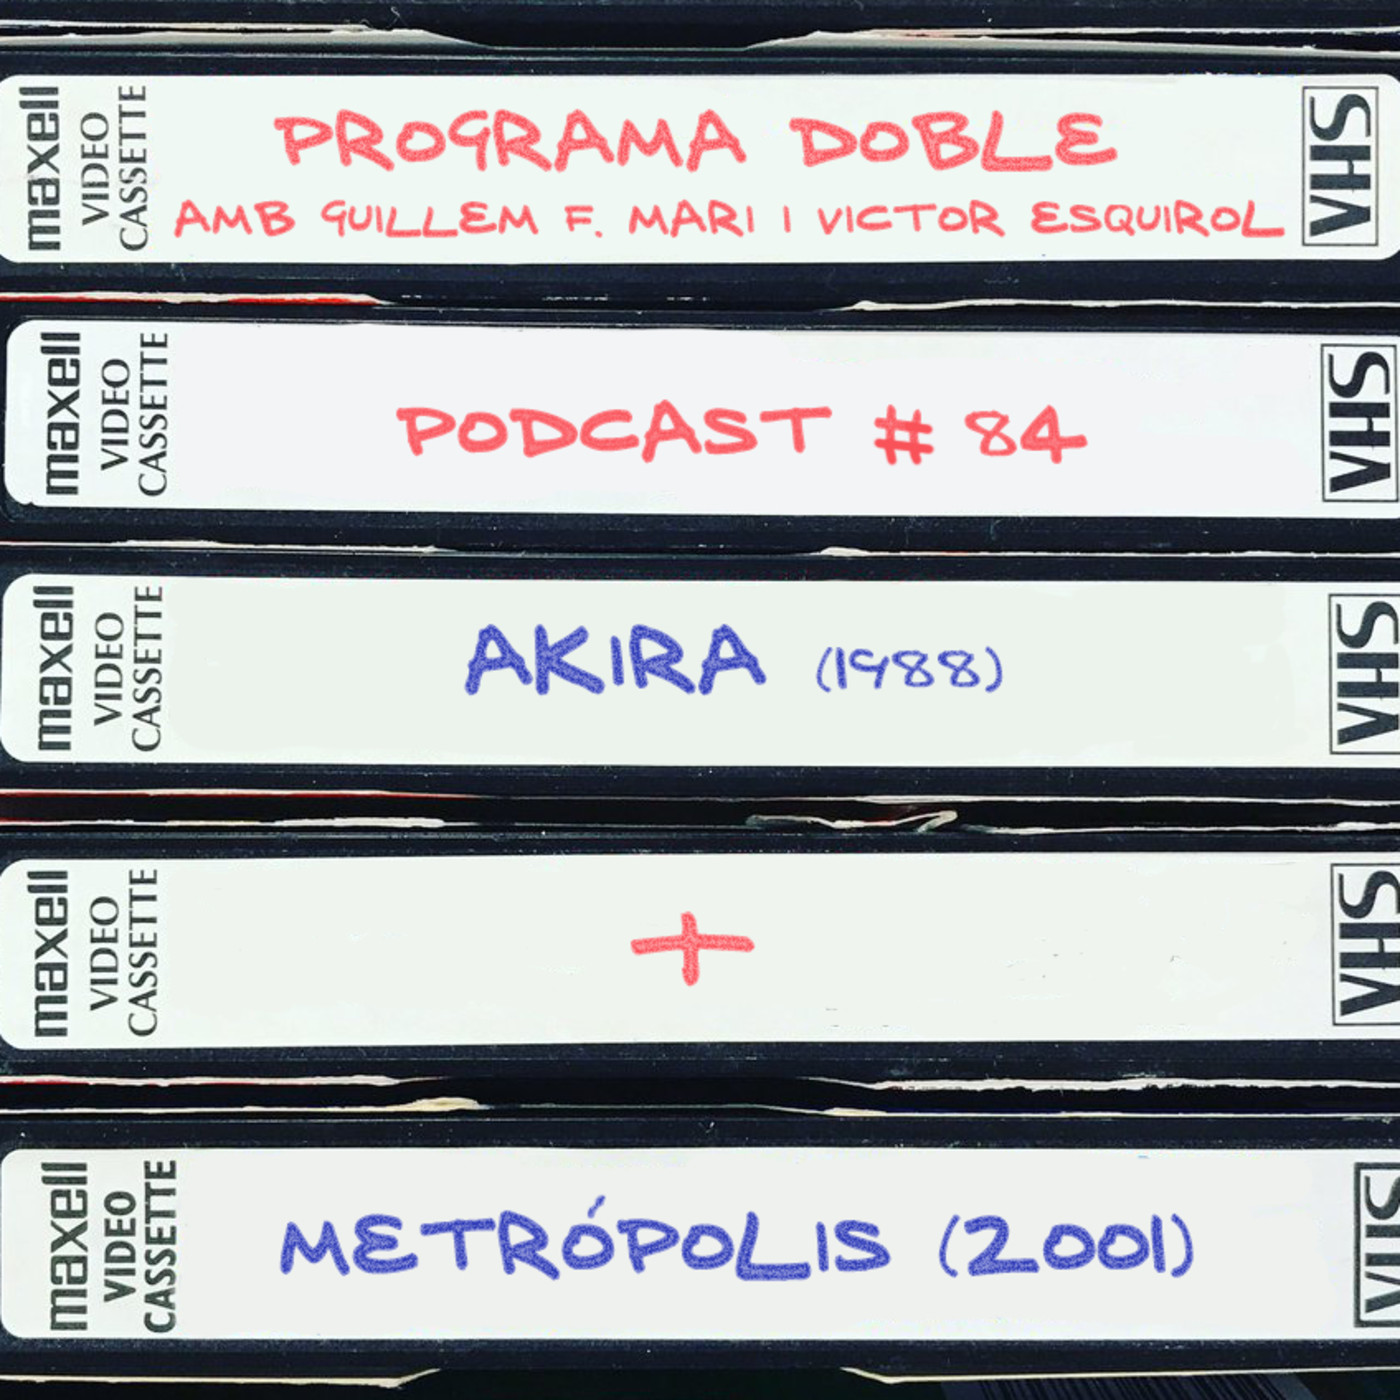 maxell
VIDEO
CASSETTE
PROGRAMA DOBLE
AMB GUILLEM F. MARI I VICTOR ESQUIROL
VHS
maxell
VIDEO
CASSETTE
PODCAST # 84
VHS
maxell
VIDEO
CASSETTE
AKIRA (1988)
VHS
maxell
VIDEO
CASSETTE
+
VHS
maxell
VIDEO
CASSETTE
METRÓPOLIS (2001)
VHS